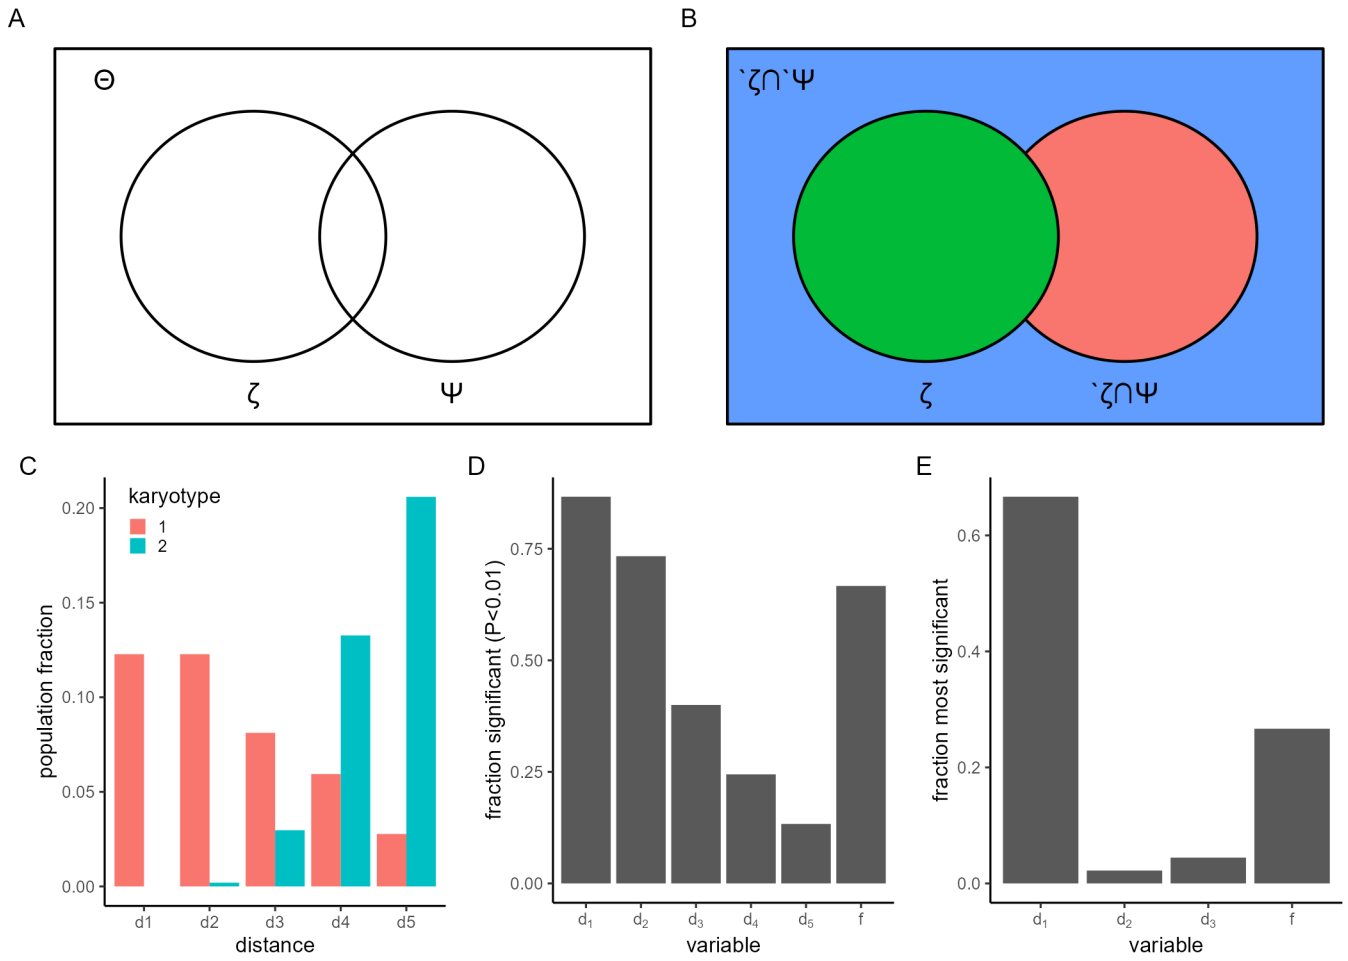 A
Θ
ζ
Ψ
B
`ζ∩`Ψ
ζ
`ζ∩Ψ
C
population fraction
0.20
0.15
0.10
0.05
0.00
karyotype
1
2
d1 d2 d3 d4 d5
distance
D
fraction significant (P<0.01)
0.75
0.50
0.25
0.00
d₁ d₂ d₃ d₄ d₅ f
variable
E
fraction most significant
0.6
0.4
0.2
0.0
d₁ d₂ d₃ f
variable